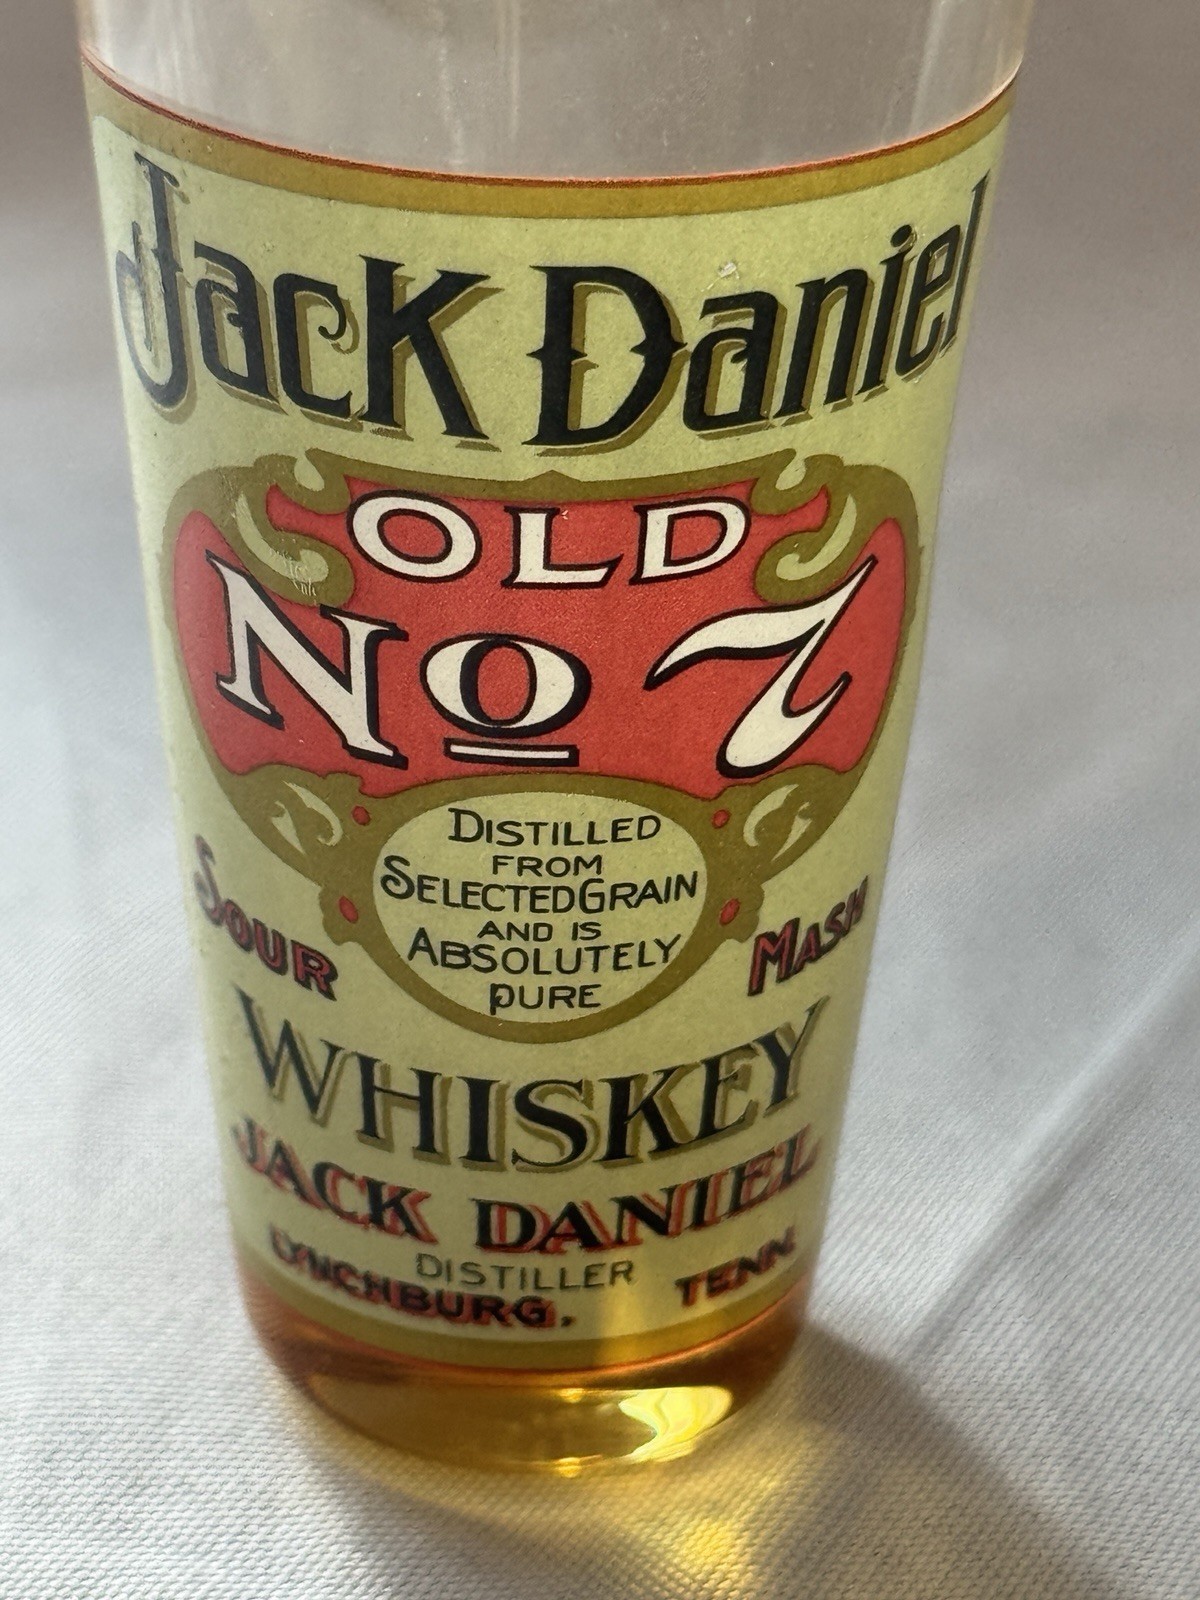 Jack Daniel
OLD
No 7
DISTILLED
FROM
SELECTED GRAIN
AND IS
ABSOLUTELY
PURE
SOUR MASH
WHISKEY
JACK DANIEL
DISTILLER
LYNCHBURG, TENN.